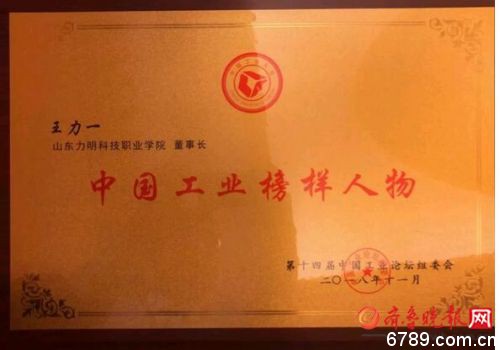 王力一
山东力明科技职业学院 董事长
中国工业榜样人物
第十四届中国工业论坛组委会
二〇一八年十一月
齐鲁晚报网
6789.com.cn